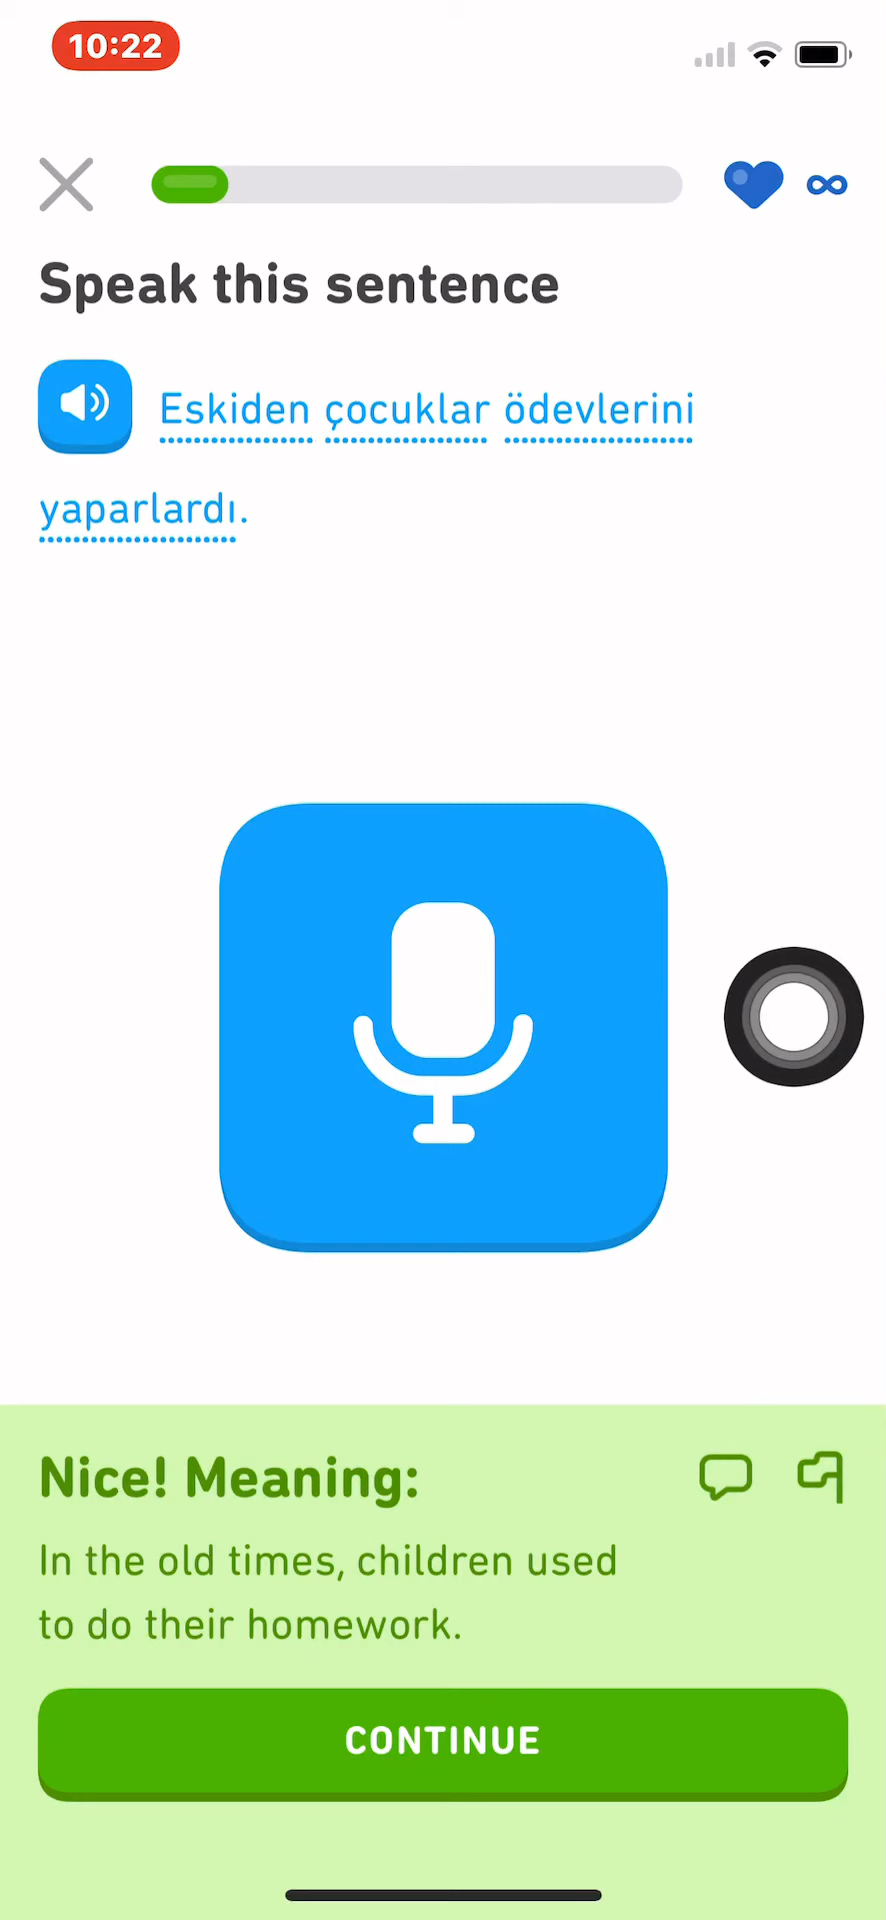 10:22
Speak this sentence
Eskiden çocuklar ödevlerini
yaparlardı.
Nice! Meaning:
In the old times, children used
to do their homework.
CONTINUE